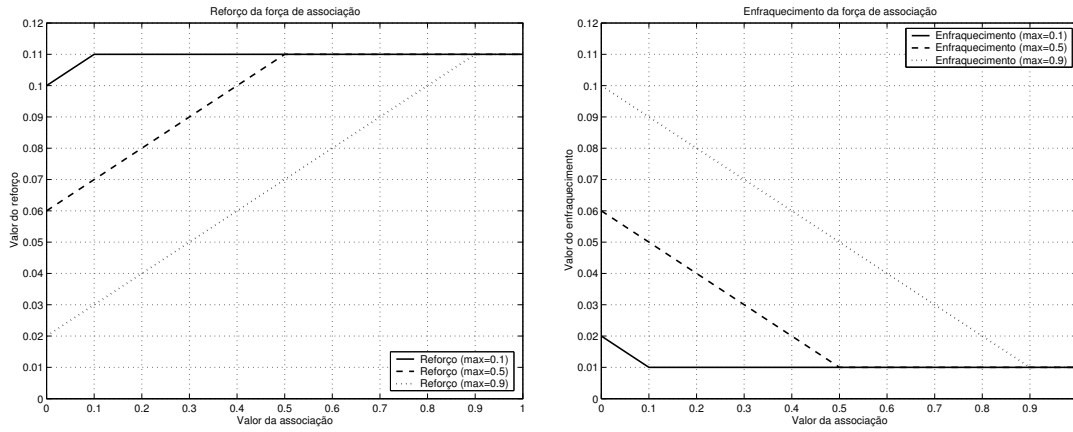 Reforço da força de associação
0.12
0.11
0.1
0.09
0.08
0.07
0.06
0.05
0.04
0.03
0.02
0.01
0
Valor do reforço
Reforço (max=0.1)
Reforço (max=0.5)
Reforço (max=0.9)
0 0.1 0.2 0.3 0.4 0.5 0.6 0.7 0.8 0.9 1
Valor da associação
Enfraquecimento da força de associação
0.12
0.11
0.1
0.09
0.08
0.07
0.06
0.05
0.04
0.03
0.02
0.01
0
Valor do enfraquecimento
Enfraquecimento (max=0.1)
Enfraquecimento (max=0.5)
Enfraquecimento (max=0.9)
0 0.1 0.2 0.3 0.4 0.5 0.6 0.7 0.8 0.9
Valor da associação